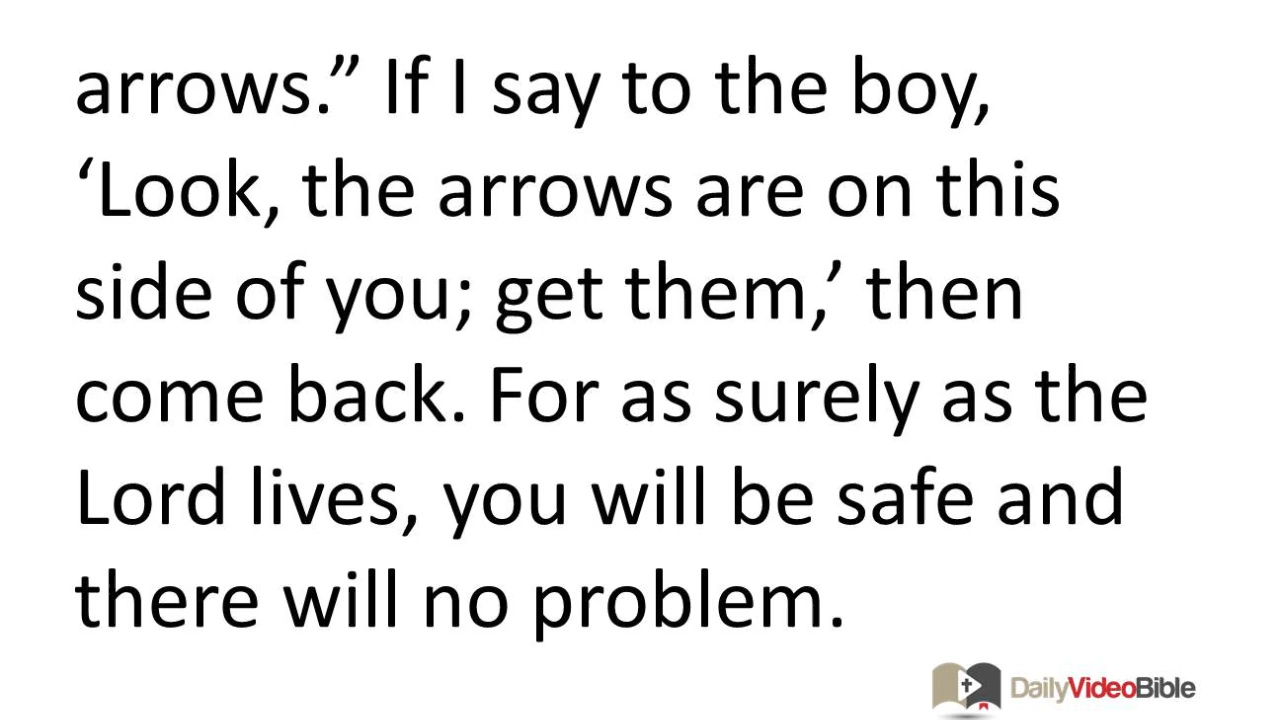 arrows.” If I say to the boy,
‘Look, the arrows are on this
side of you; get them,’ then
come back. For as surely as the
Lord lives, you will be safe and
there will no problem.
DailyVideoBible